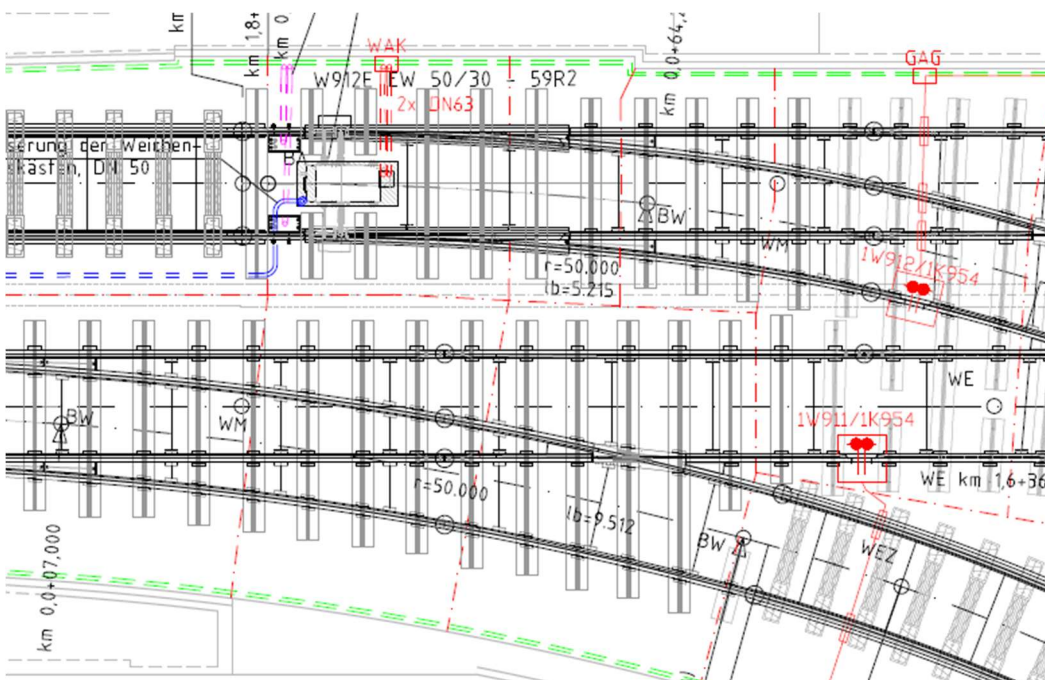 km
km 1,8+
km 0,
WAK
W912E EW 50/30 - 59R2
2x DN63
km 0,0+64,
GAG
serung der Weichen-
kästen, DN 50
BW
WM
r=50.000
lb=5.215
1W912/1K954
WE
BW
WM
1W911/1K954
r=50.000
lb=9.512
WE km 1,6+36
BW
WEZ
km 0,0+07,000